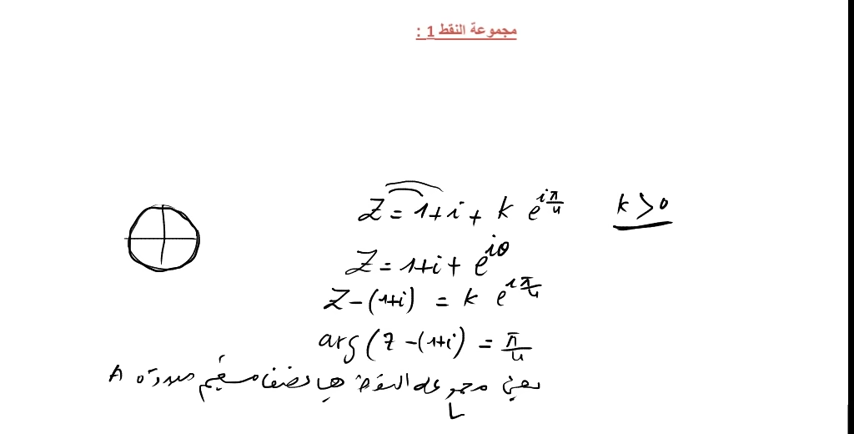 مجموعة النقط 1 :
Z = 1+i + k e^{iπ/4} k>0
Z = 1+i + e^{iθ}
Z-(1+i) = k e^{iπ/4}
arg(Z-(1+i)) = π/4
يعني مجموعة النقط هي نصف مستقيم مبدؤه A
L